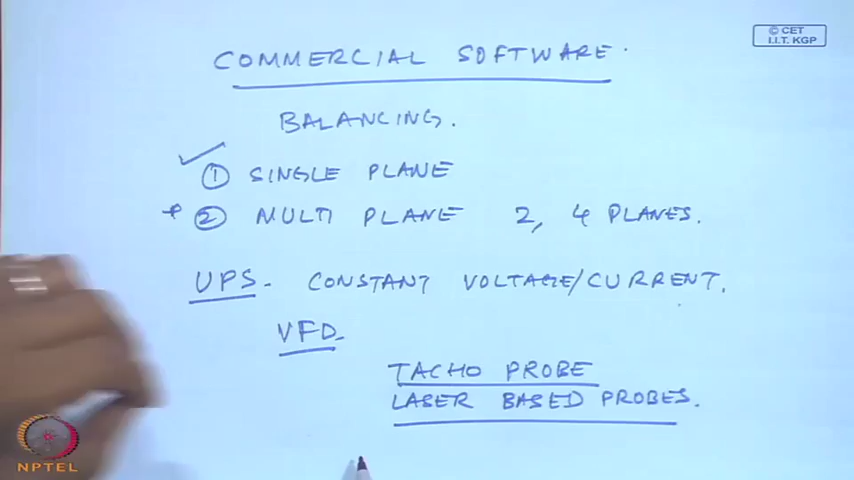 © CET
I.I.T. KGP
COMMERCIAL SOFTWARE.
BALANCING.
① SINGLE PLANE
② MULTI PLANE 2, 4 PLANES.
UPS - CONSTANT VOLTAGE/CURRENT.
VFD -
TACHO PROBE
LASER BASED PROBES.
NPTEL